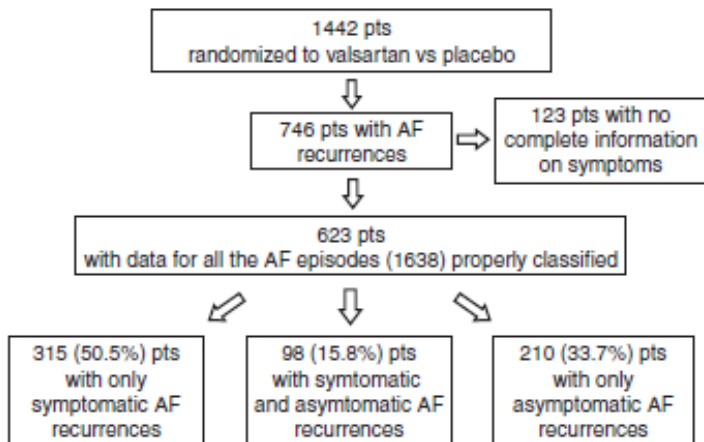 1442 pts
randomized to valsartan vs placebo
746 pts with AF
recurrences
123 pts with no
complete information
on symptoms
623 pts
with data for all the AF episodes (1638) properly classified
315 (50.5%) pts
with only
symptomatic AF
recurrences
98 (15.8%) pts
with symtomatic
and asymtomatic AF
recurrences
210 (33.7%) pts
with only
asymptomatic AF
recurrences